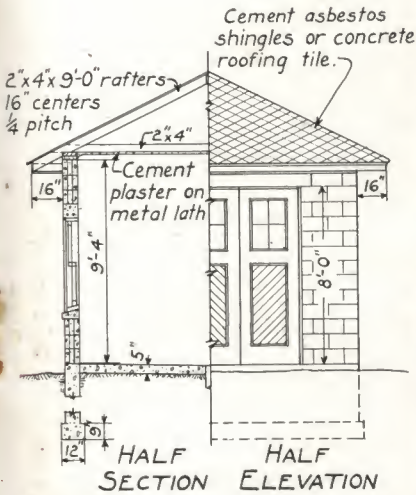 Cement asbestos
shingles or concrete
roofing tile.
2"x4"x9'-0" rafters
16" centers
1/4 pitch
2"x4"
16"
Cement
plaster on
metal lath
16"
9'-4"
8'-0"
5"
9"
12"
HALF
SECTION
HALF
ELEVATION